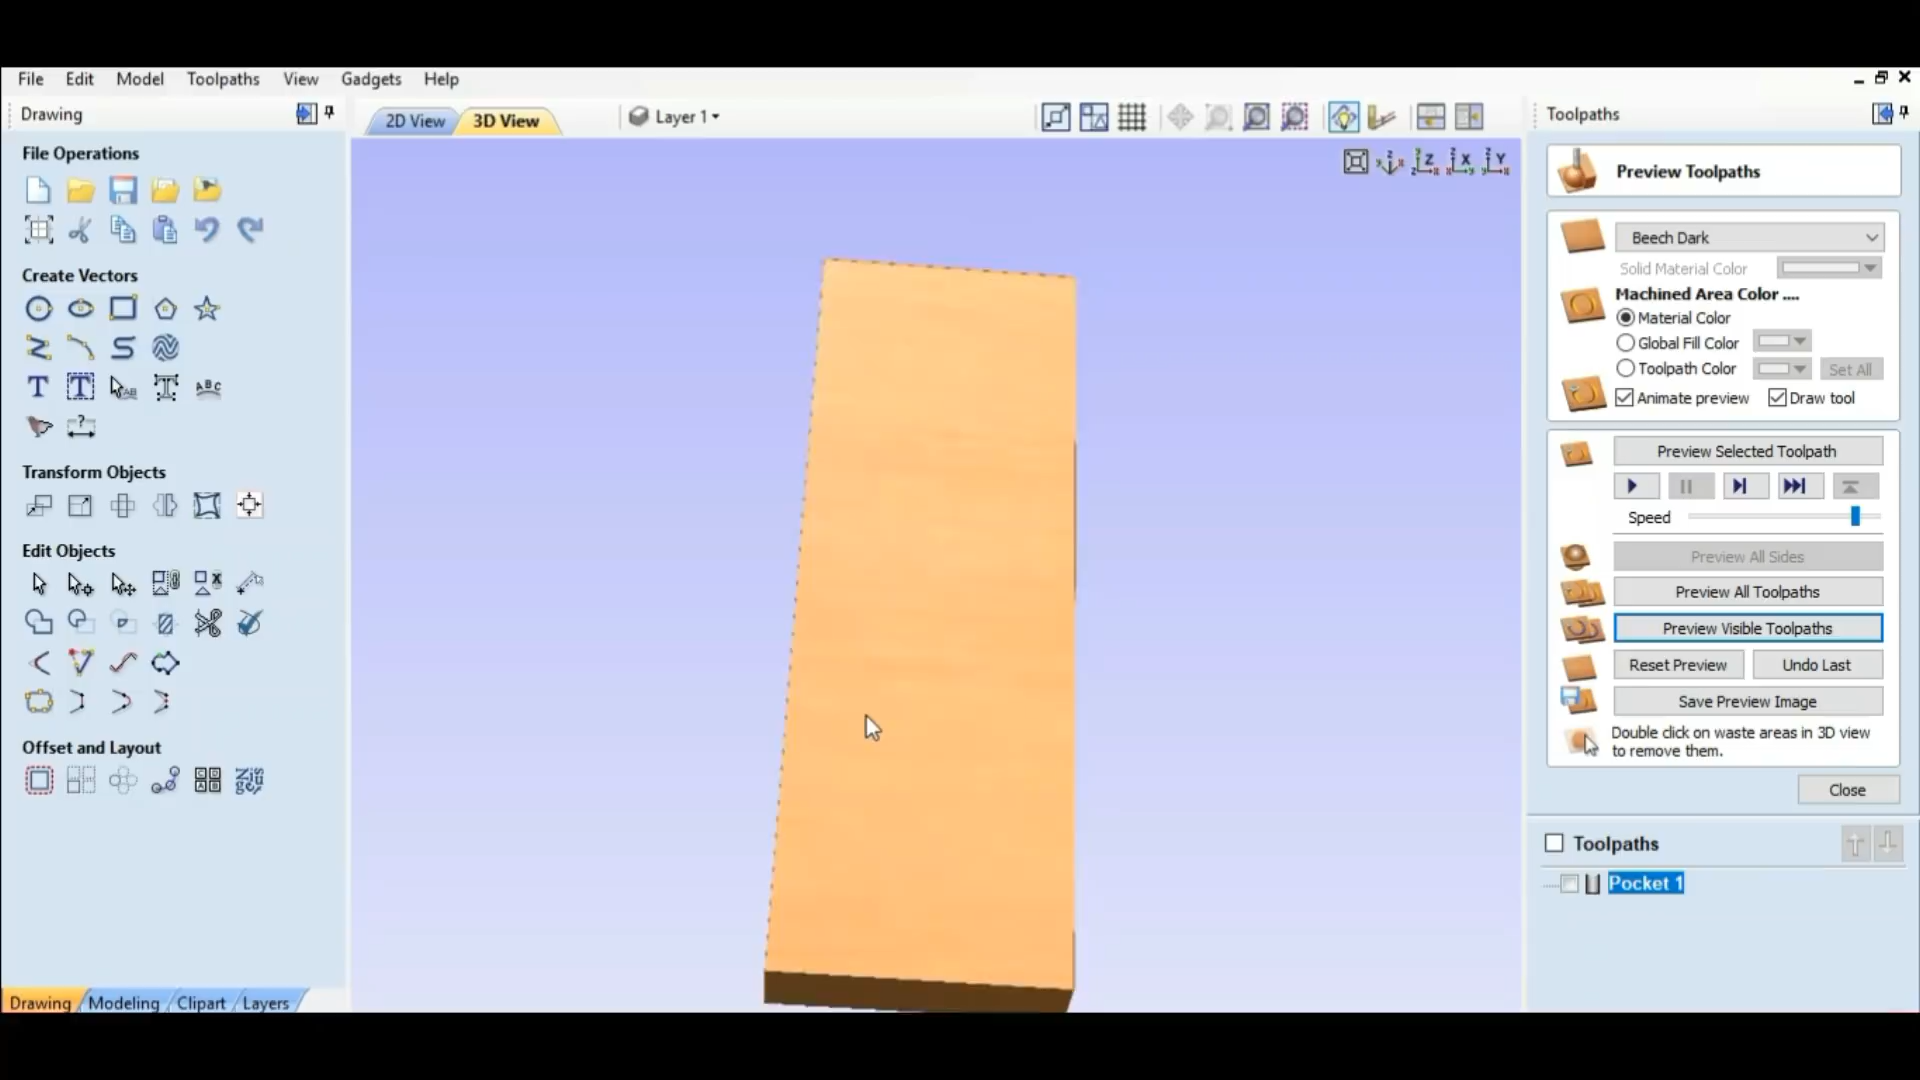 File Edit Model Toolpaths View Gadgets Help
Drawing
File Operations
Create Vectors
Transform Objects
Edit Objects
Offset and Layout
Drawing Modeling Clipart Layers
2D View 3D View Layer 1
Toolpaths
Preview Toolpaths
Beech Dark
Solid Material Color
Machined Area Color ....
Material Color
Global Fill Color
Toolpath Color Set All
Animate preview Draw tool
Preview Selected Toolpath
Speed
Preview All Sides
Preview All Toolpaths
Preview Visible Toolpaths
Reset Preview Undo Last
Save Preview Image
Double click on waste areas in 3D view
to remove them.
Close
Toolpaths
Pocket 1